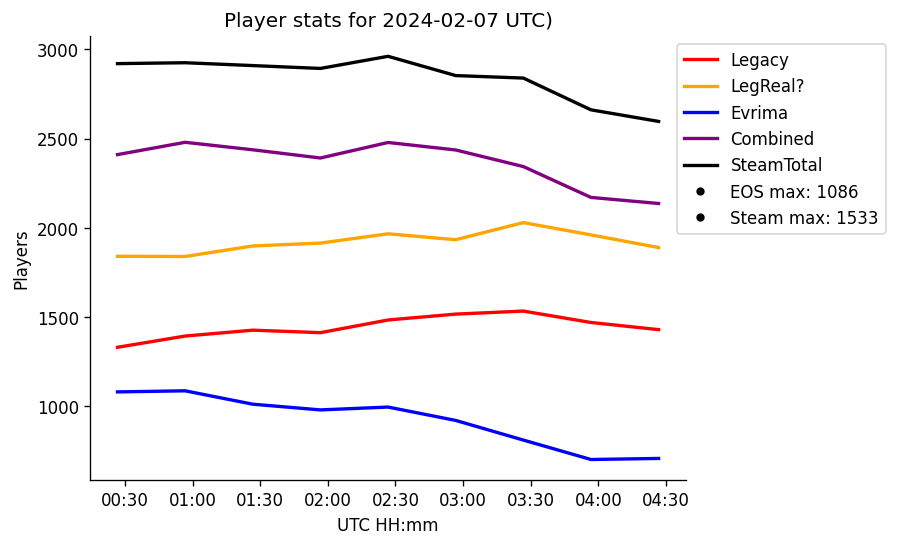 Player stats for 2024-02-07 UTC)
3000
2500
2000
1500
1000
Players
00:30 01:00 01:30 02:00 02:30 03:00 03:30 04:00 04:30
UTC HH:mm
Legacy
LegReal?
Evrima
Combined
SteamTotal
EOS max: 1086
Steam max: 1533